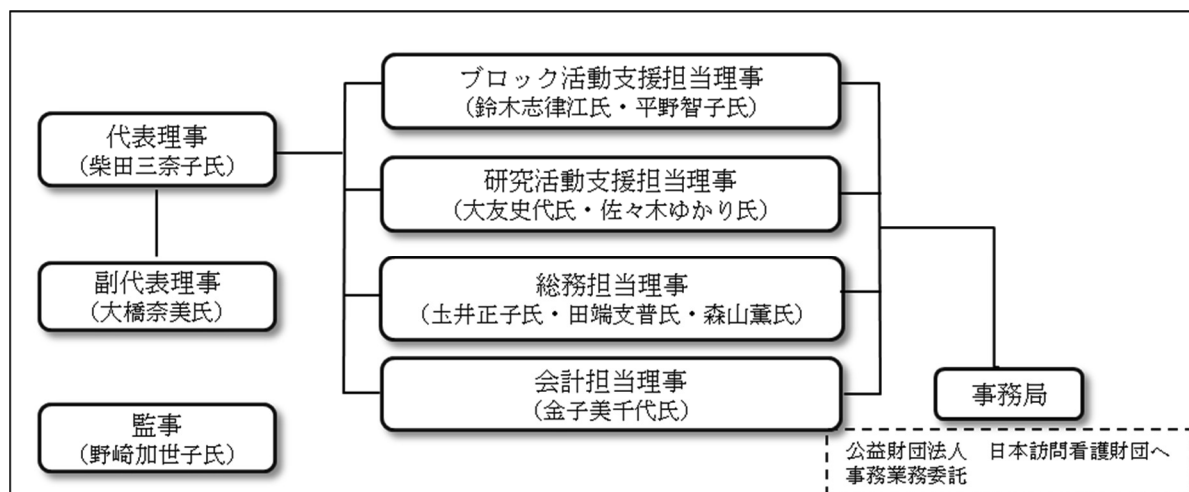 代表理事
(柴田三奈子氏)
副代表理事
(大橋奈美氏)
監事
(野崎加世子氏)
ブロック活動支援担当理事
(鈴木志律江氏・平野智子氏)
研究活動支援担当理事
(大友史代氏・佐々木ゆかり氏)
総務担当理事
(圡井正子氏・田端支普氏・森山薫氏)
会計担当理事
(金子美千代氏)
事務局
公益財団法人　日本訪問看護財団へ
事務業務委託